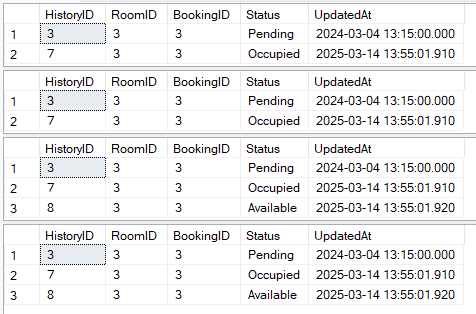 HistoryID RoomID BookingID Status UpdatedAt
1 3 3 3 Pending 2024-03-04 13:15:00.000
2 7 3 3 Occupied 2025-03-14 13:55:01.910
HistoryID RoomID BookingID Status UpdatedAt
1 3 3 3 Pending 2024-03-04 13:15:00.000
2 7 3 3 Occupied 2025-03-14 13:55:01.910
HistoryID RoomID BookingID Status UpdatedAt
1 3 3 3 Pending 2024-03-04 13:15:00.000
2 7 3 3 Occupied 2025-03-14 13:55:01.910
3 8 3 3 Available 2025-03-14 13:55:01.920
HistoryID RoomID BookingID Status UpdatedAt
1 3 3 3 Pending 2024-03-04 13:15:00.000
2 7 3 3 Occupied 2025-03-14 13:55:01.910
3 8 3 3 Available 2025-03-14 13:55:01.920